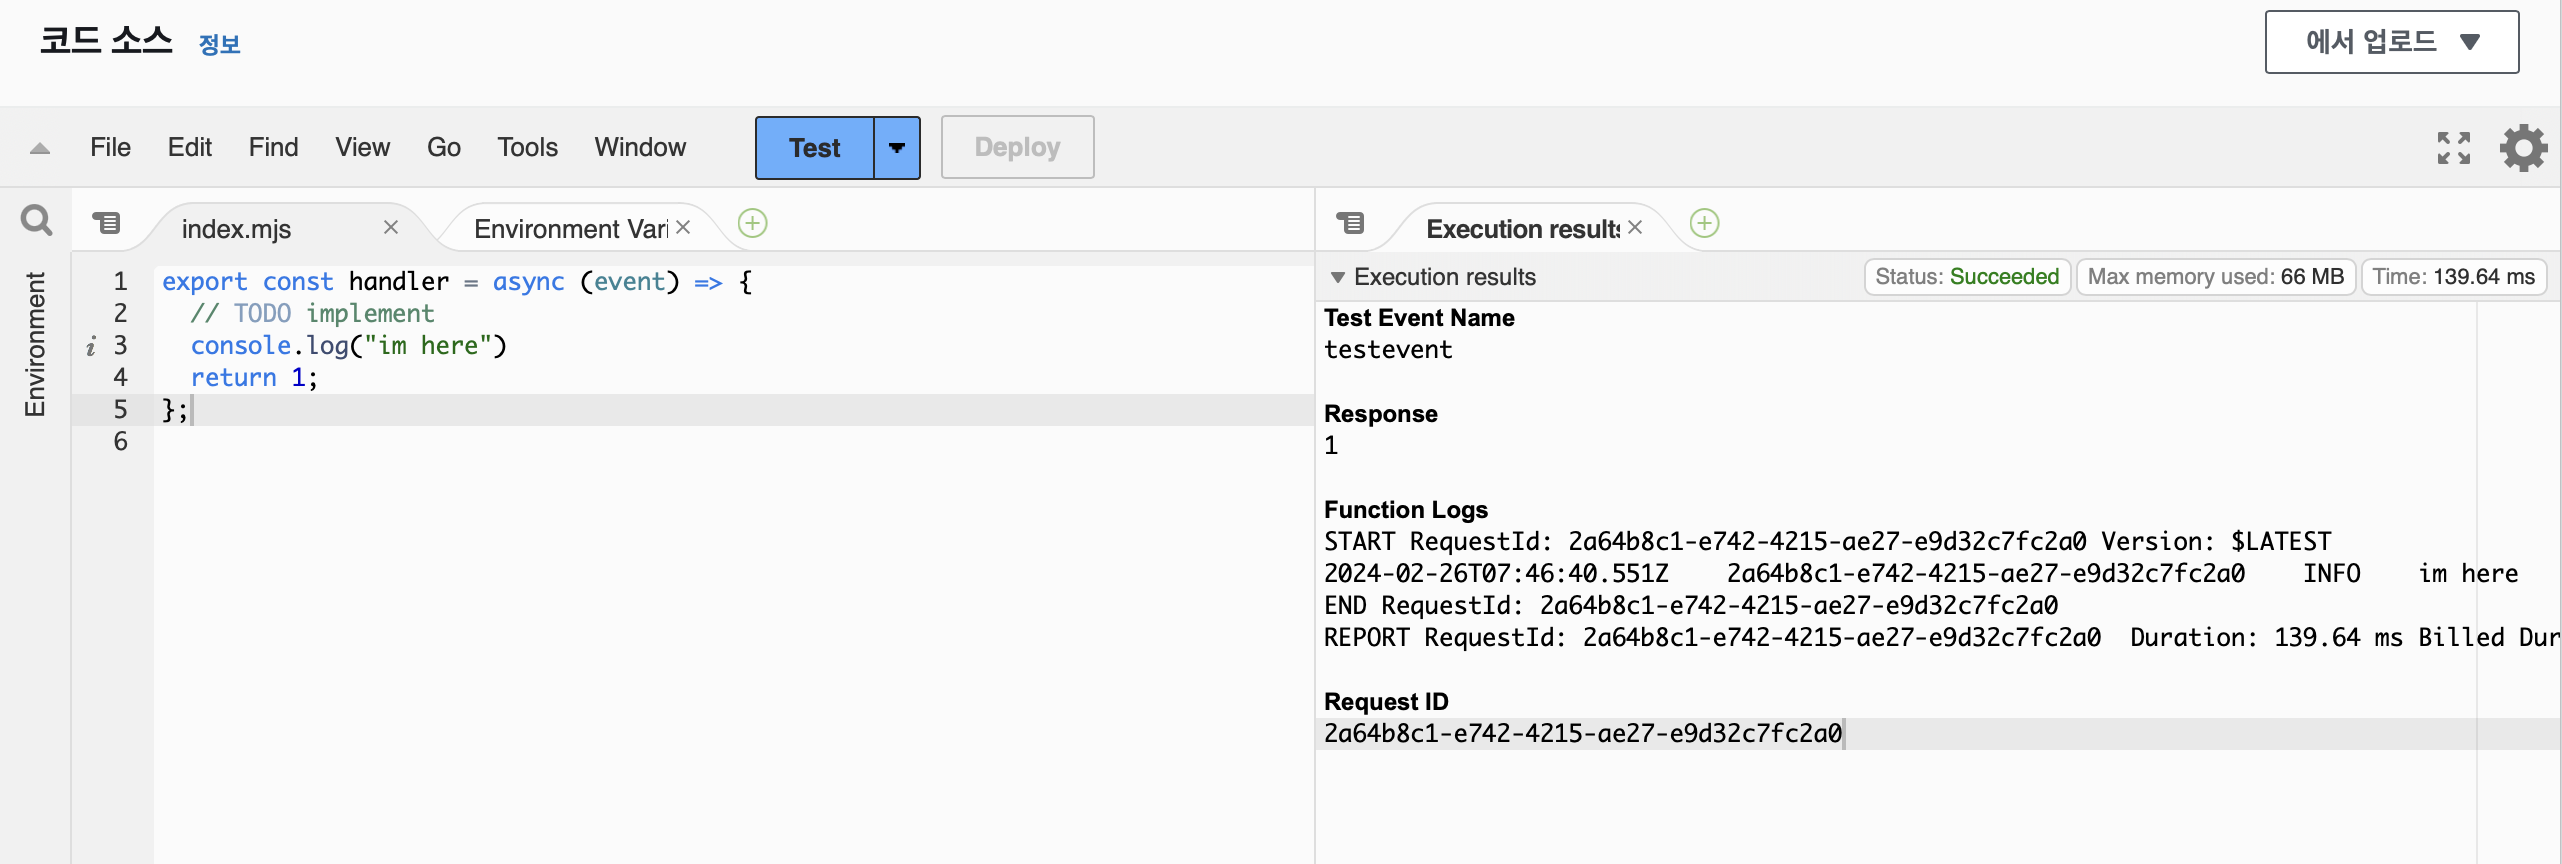 코드 소스 정보
에서 업로드
File Edit Find View Go Tools Window Test Deploy
Environment
index.mjs Environment Vari
1 export const handler = async (event) => {
2 // TODO implement
i 3 console.log("im here")
4 return 1;
5 };
6
Execution results
Execution results Status: Succeeded Max memory used: 66 MB Time: 139.64 ms
Test Event Name
testevent
Response
1
Function Logs
START RequestId: 2a64b8c1-e742-4215-ae27-e9d32c7fc2a0 Version: $LATEST
2024-02-26T07:46:40.551Z 2a64b8c1-e742-4215-ae27-e9d32c7fc2a0 INFO im here
END RequestId: 2a64b8c1-e742-4215-ae27-e9d32c7fc2a0
REPORT RequestId: 2a64b8c1-e742-4215-ae27-e9d32c7fc2a0 Duration: 139.64 ms Billed Dur
Request ID
2a64b8c1-e742-4215-ae27-e9d32c7fc2a0